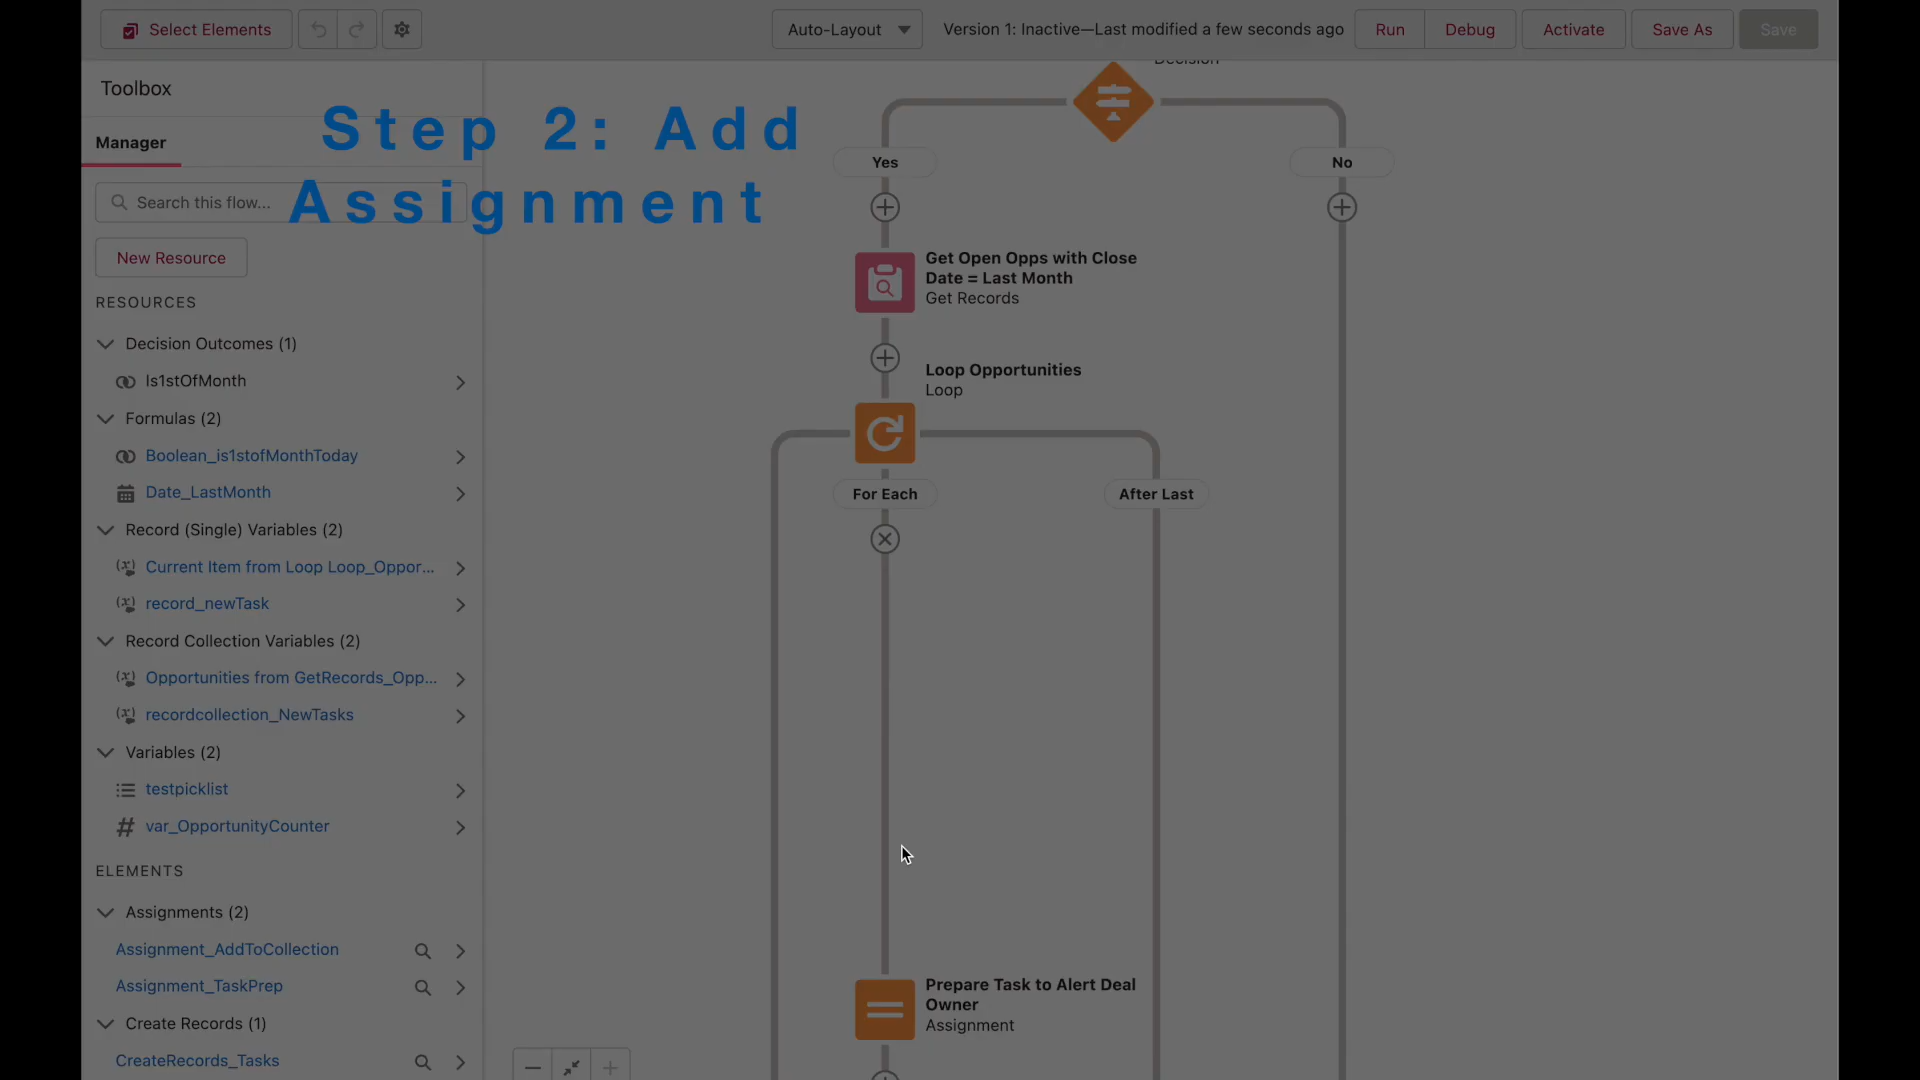 Select Elements
Auto-Layout
Version 1: Inactive—Last modified a few seconds ago
Run
Debug
Activate
Save As
Save
Toolbox
Manager
Step 2: Add
Assignment
Search this flow...
New Resource
RESOURCES
Decision Outcomes (1)
Is1stOfMonth
Formulas (2)
Boolean_is1stofMonthToday
Date_LastMonth
Record (Single) Variables (2)
Current Item from Loop Loop_Oppor...
record_newTask
Record Collection Variables (2)
Opportunities from GetRecords_Opp...
recordcollection_NewTasks
Variables (2)
testpicklist
var_OpportunityCounter
ELEMENTS
Assignments (2)
Assignment_AddToCollection
Assignment_TaskPrep
Create Records (1)
CreateRecords_Tasks
Decision
Yes
No
Get Open Opps with Close
Date = Last Month
Get Records
Loop Opportunities
Loop
For Each
After Last
Prepare Task to Alert Deal
Owner
Assignment